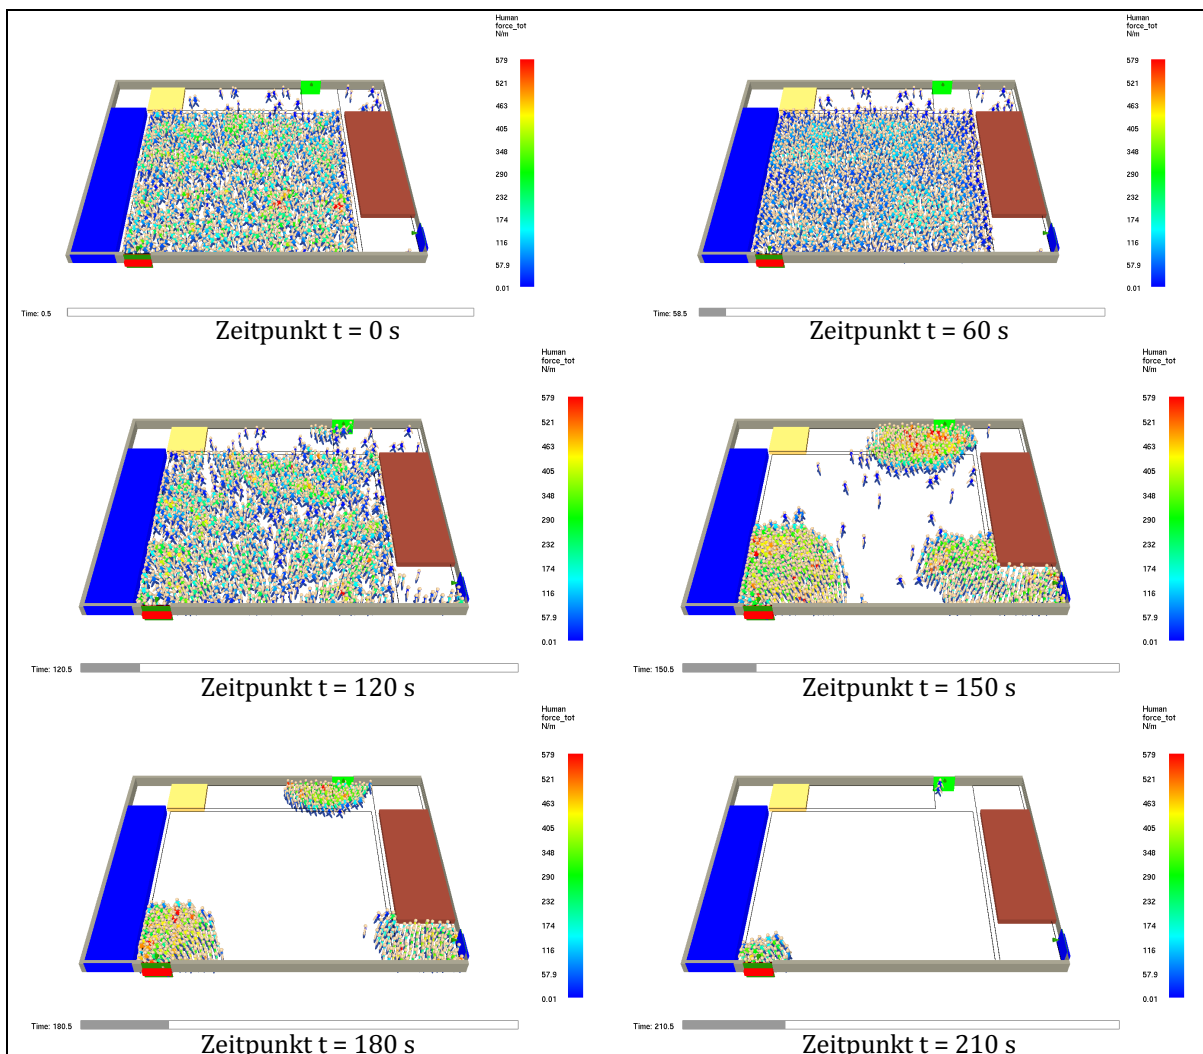 Human
force_tot
N/m
579
521
463
405
348
290
232
174
116
57.9
0.01
Time: 0.5
Zeitpunkt t = 0 s
Human
force_tot
N/m
579
521
463
405
348
290
232
174
116
57.9
0.01
Time: 58.5
Zeitpunkt t = 60 s
Human
force_tot
N/m
579
521
463
405
348
290
232
174
116
57.9
0.01
Time: 120.5
Zeitpunkt t = 120 s
Human
force_tot
N/m
579
521
463
405
348
290
232
174
116
57.9
0.01
Time: 150.5
Zeitpunkt t = 150 s
Human
force_tot
N/m
579
521
463
405
348
290
232
174
116
57.9
0.01
Time: 180.5
Zeitpunkt t = 180 s
Human
force_tot
N/m
579
521
463
405
348
290
232
174
116
57.9
0.01
Time: 210.5
Zeitpunkt t = 210 s